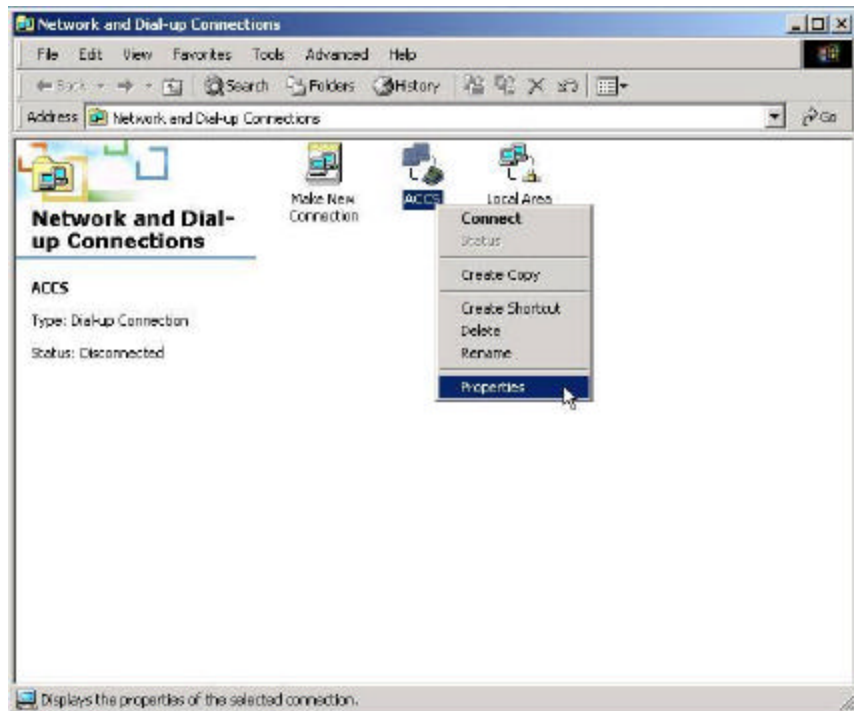 Network and Dial-up Connections
File Edit View Favorites Tools Advanced Help
Back Search Folders History
Address Network and Dial-up Connections Go
Make New Connection
ACCS
Local Area
Network and Dial-up Connections
ACCS
Type: Dial-up Connection
Status: Disconnected
Connect
Status
Create Copy
Create Shortcut
Delete
Rename
Properties
Displays the properties of the selected connection.